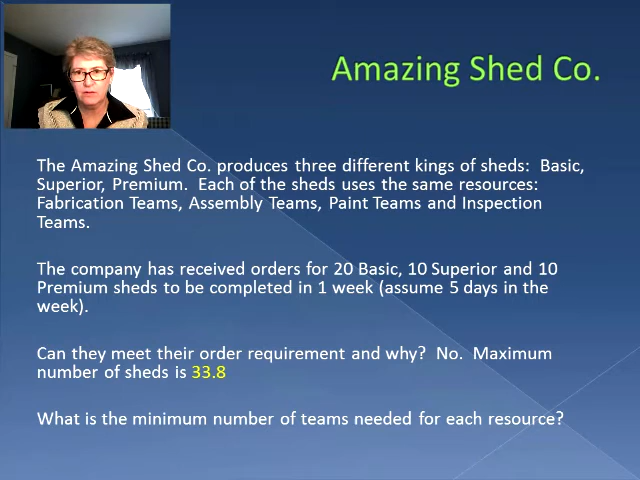 Amazing Shed Co.
The Amazing Shed Co. produces three different kings of sheds: Basic,
Superior, Premium. Each of the sheds uses the same resources:
Fabrication Teams, Assembly Teams, Paint Teams and Inspection
Teams.
The company has received orders for 20 Basic, 10 Superior and 10
Premium sheds to be completed in 1 week (assume 5 days in the
week).
Can they meet their order requirement and why? No. Maximum
number of sheds is 33.8
What is the minimum number of teams needed for each resource?